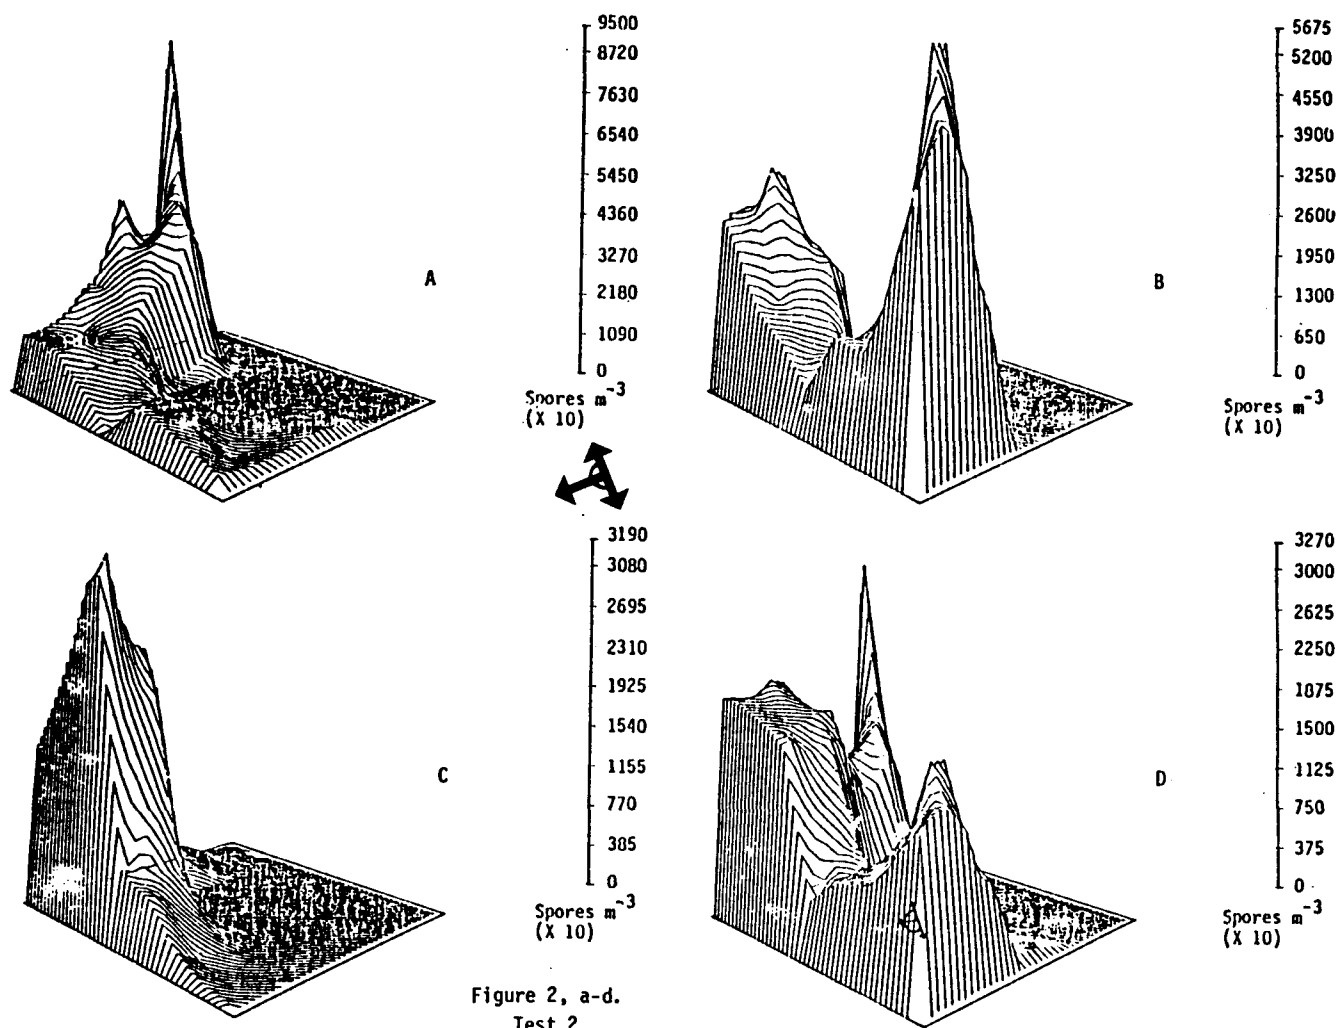 9500
8720
7630
6540
5450
4360
3270
2180
1090
0
Spores m-3
(X 10)
A
5675
5200
4550
3900
3250
2600
1950
1300
650
0
Spores m-3
(X 10)
B
3190
3080
2695
2310
1925
1540
1155
770
385
0
Spores m-3
(X 10)
C
3270
3000
2625
2250
1875
1500
1125
750
375
0
Spores m-3
(X 10)
D
Figure 2, a-d.
Test 2